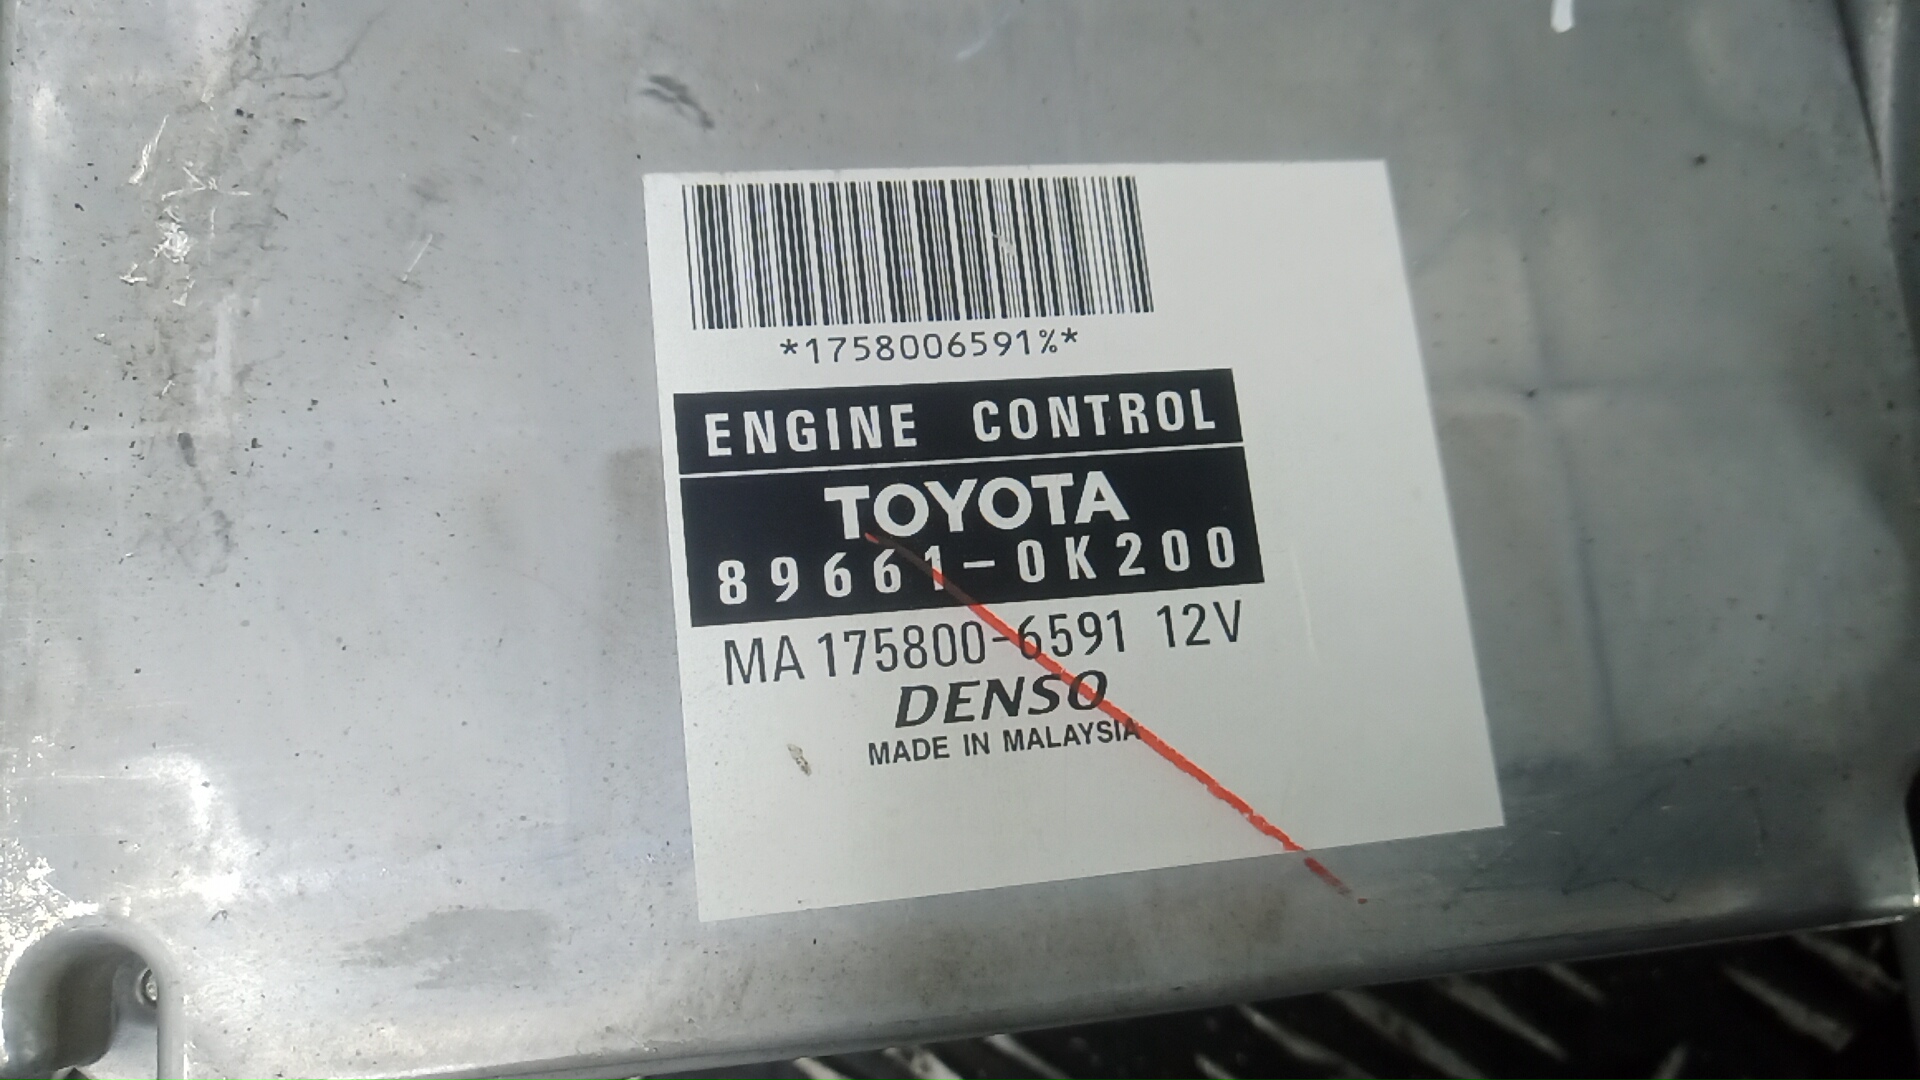 *1758006591%*
ENGINE CONTROL
TOYOTA
89661-0K200
MA 175800-6591 12V
DENSO
MADE IN MALAYSIA